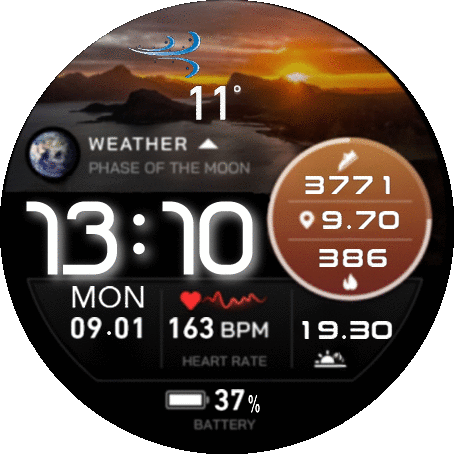 11°
WEATHER
PHASE OF THE MOON
3771
9.70
386
13:10
MON
09.01
163 BPM
HEART RATE
19.30
37%
BATTERY